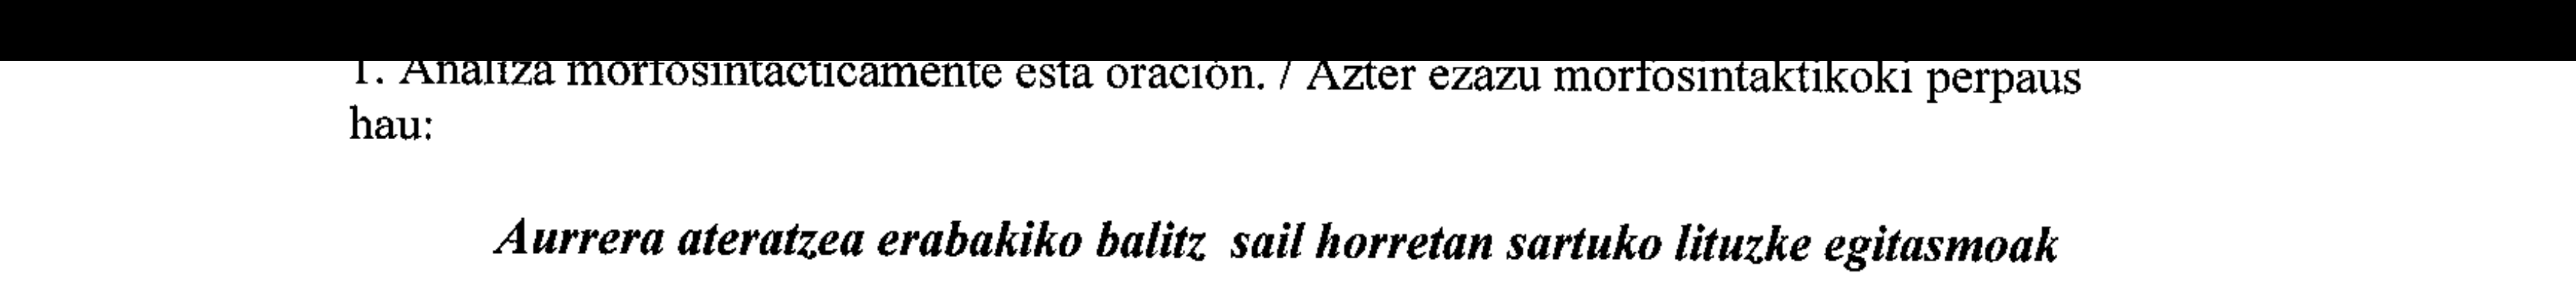 1. Analiza morfosintácticamente esta oración. / Azter ezazu morfosintaktikoki perpaus
hau:
Aurrera ateratzea erabakiko balitz sail horretan sartuko lituzke egitasmoak